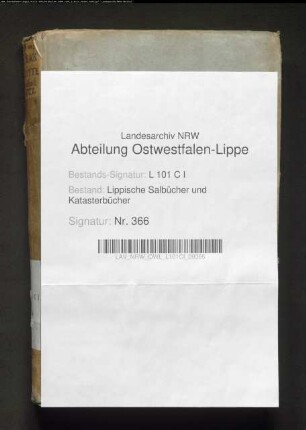 Landesarchiv NRW
Abteilung Ostwestfalen-Lippe
Bestands-Signatur: L 101 C I
Bestand: Lippische Salbücher und
Katasterbücher
Signatur: Nr. 366